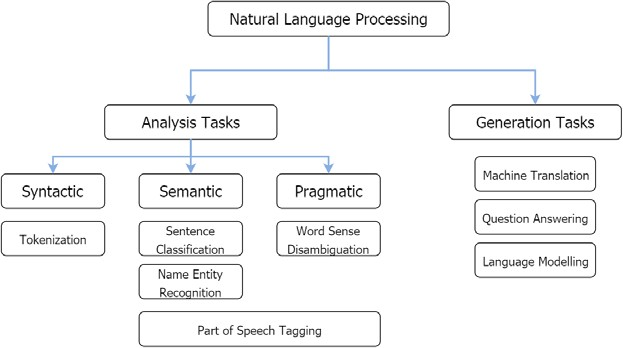 Natural Language Processing
Analysis Tasks
Generation Tasks
Syntactic
Semantic
Pragmatic
Machine Translation
Tokenization
Sentence
Classification
Word Sense
Disambiguation
Question Answering
Name Entity
Recognition
Language Modelling
Part of Speech Tagging